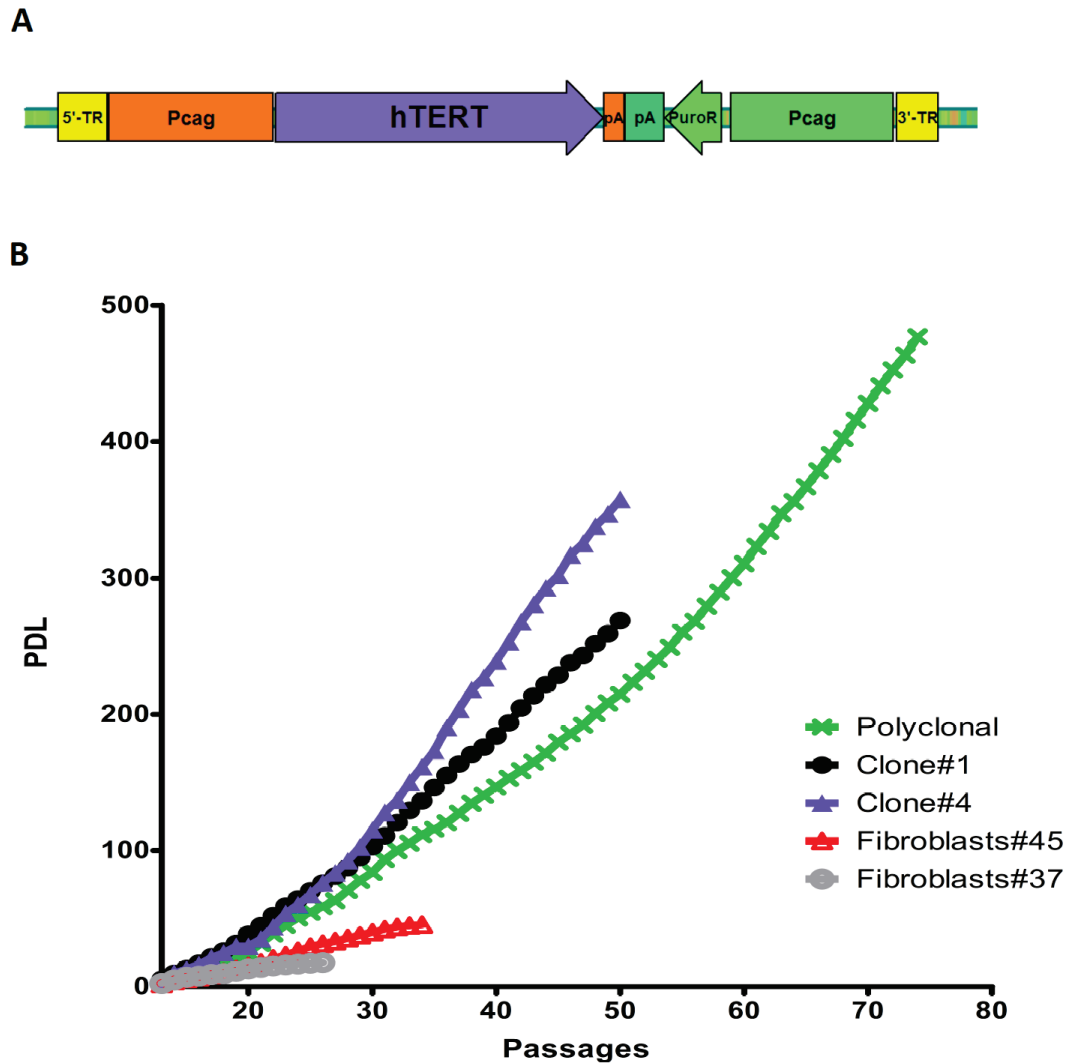 A
5'-TR Pcag hTERT pA pA PuroR Pcag 3'-TR
B
500
400
300
200
100
0
PDL
20 30 40 50 60 70 80
Passages
Polyclonal
Clone#1
Clone#4
Fibroblasts#45
Fibroblasts#37